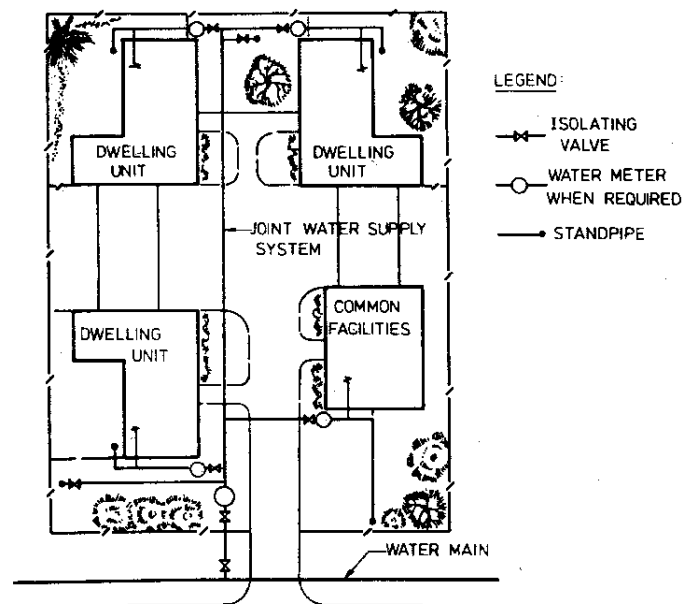 LEGEND:
ISOLATING
VALVE
WATER METER
WHEN REQUIRED
STANDPIPE
DWELLING
UNIT
DWELLING
UNIT
JOINT WATER SUPPLY
SYSTEM
DWELLING
UNIT
COMMON
FACILITIES
WATER MAIN